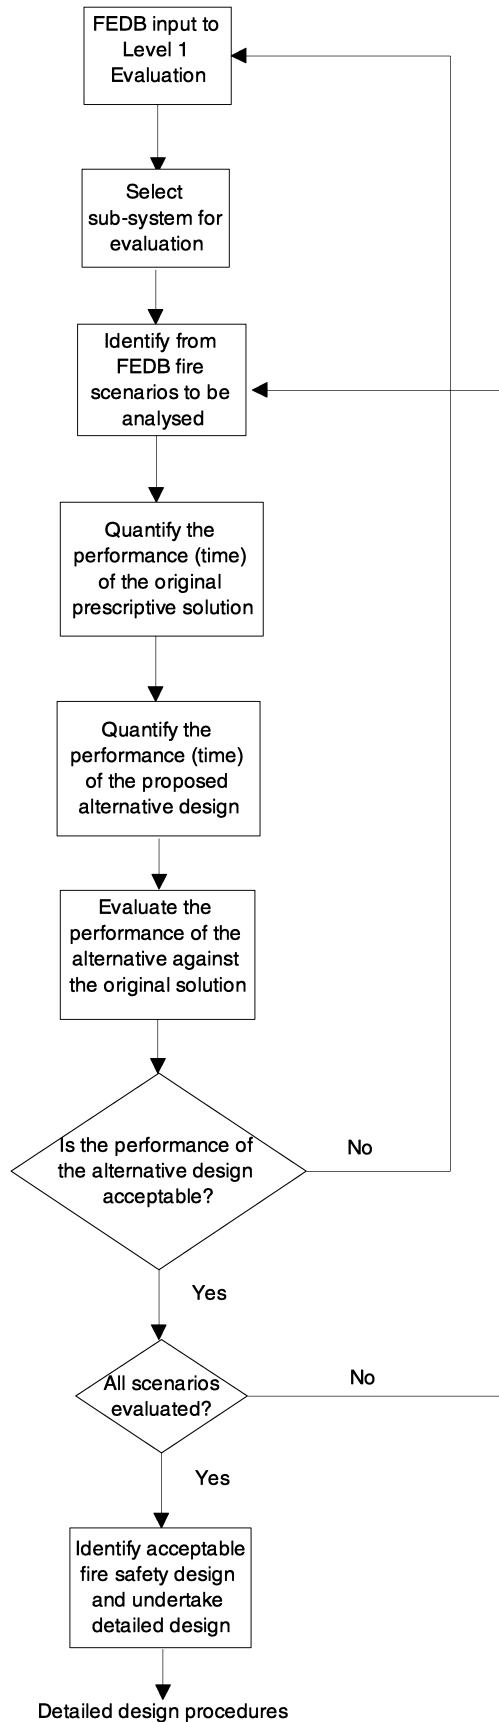 FEDB input to
Level 1
Evaluation
Select
sub-system for
evaluation
Identify from
FEDB fire
scenarios to be
analysed
Quantify the
performance (time)
of the original
prescriptive solution
Quantify the
performance (time)
of the proposed
alternative design
Evaluate the
performance of the
alternative against
the original solution
Is the performance of
the alternative design
acceptable?
No
Yes
All scenarios
evaluated?
No
Yes
Identify acceptable
fire safety design
and undertake
detailed design
Detailed design procedures